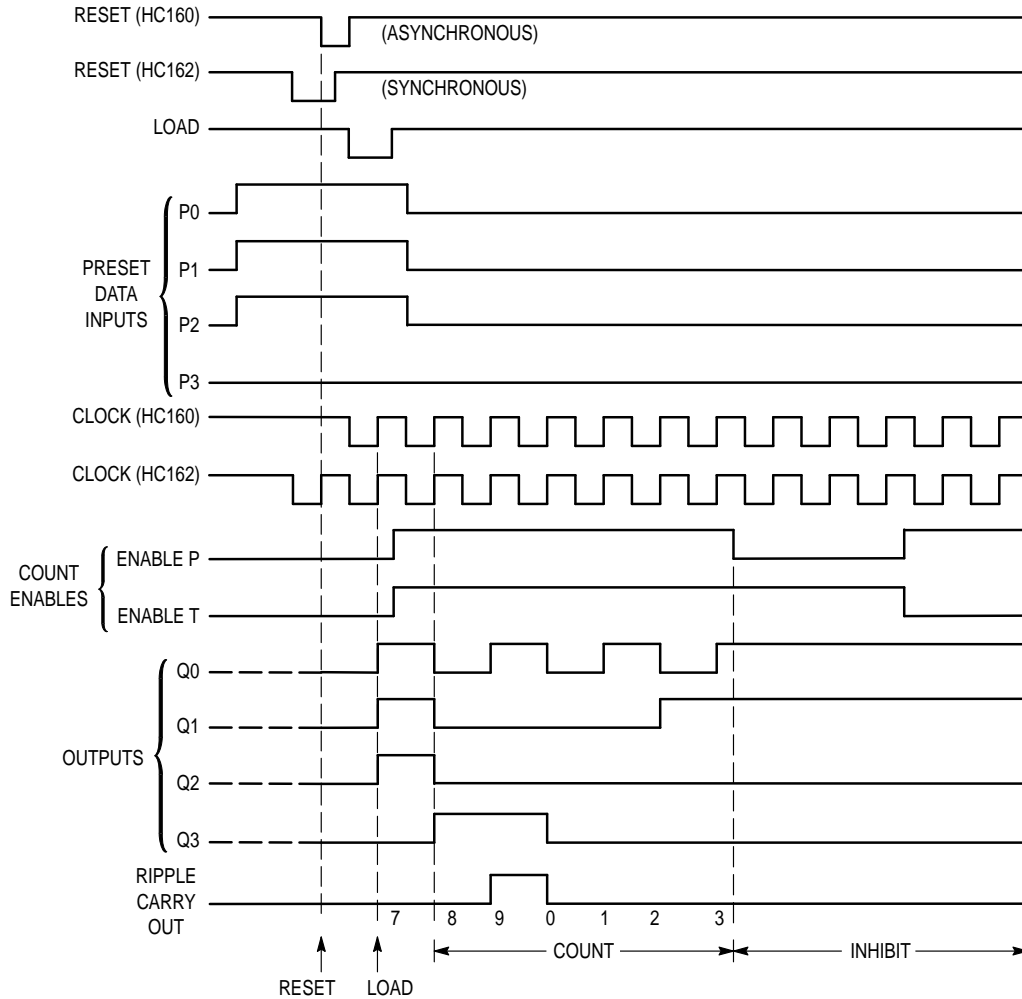 RESET (HC160)
(ASYNCHRONOUS)
RESET (HC162)
(SYNCHRONOUS)
LOAD
P0
P1
PRESET
DATA
INPUTS
P2
P3
CLOCK (HC160)
CLOCK (HC162)
ENABLE P
COUNT
ENABLES
ENABLE T
Q0
Q1
OUTPUTS
Q2
Q3
RIPPLE
CARRY
OUT
7 8 9 0 1 2 3
COUNT INHIBIT
RESET LOAD